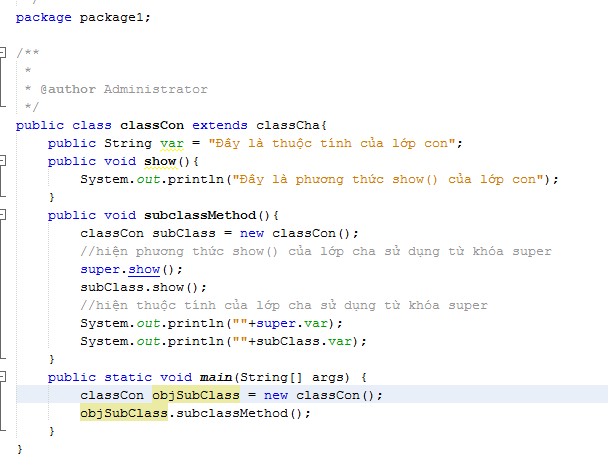 */
package package1;
/**
*
* @author Administrator
*/
public class classCon extends classCha{
public String var = "Đây là thuộc tính của lớp con";
public void show(){
System.out.println("Đây là phương thức show() của lớp con");
}
public void subclassMethod(){
classCon subClass = new classCon();
//hiện phương thức show() của lớp cha sử dụng từ khóa super
super.show();
subClass.show();
//hiện thuộc tính của lớp cha sử dụng từ khóa super
System.out.println(""+super.var);
System.out.println(""+subClass.var);
}
public static void main(String[] args) {
classCon objSubClass = new classCon();
objSubClass.subclassMethod();
}
}